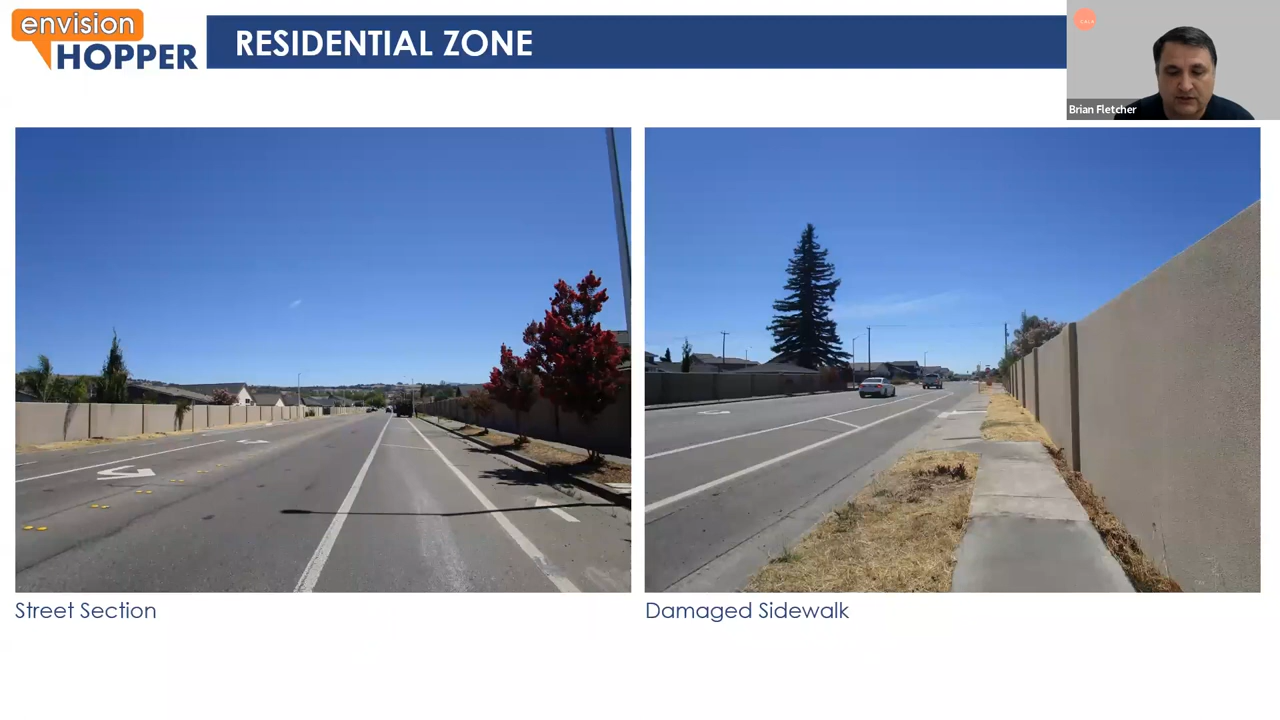 envision
HOPPER
RESIDENTIAL ZONE
Brian Fletcher
Street Section
Damaged Sidewalk